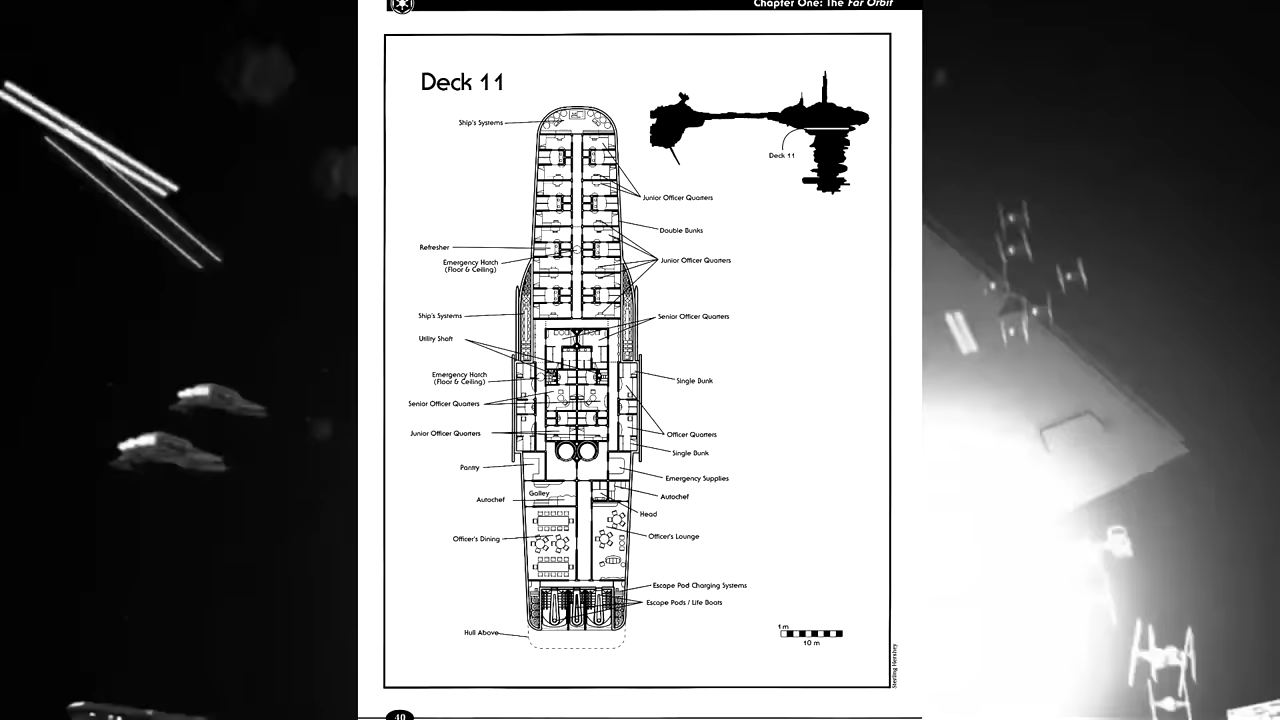 Chapter One: The Far Orbit
Deck 11
Ship's Systems
Deck 11
Junior Officer Quarters
Double Bunks
Refresher
Emergency Hatch
(Floor & Ceiling)
Junior Officer Quarters
Ship's Systems
Senior Officer Quarters
Utility Shaft
Emergency Hatch
(Floor & Ceiling)
Single Bunk
Senior Officer Quarters
Junior Officer Quarters
Officer Quarters
Single Bunk
Pantry
Emergency Supplies
Galley
Autochef
Autochef
Head
Officer's Dining
Officer's Lounge
Escape Pod Charging Systems
Escape Pods / Life Boats
Hull Above
1 m
10 m
Sterling Hershey
40